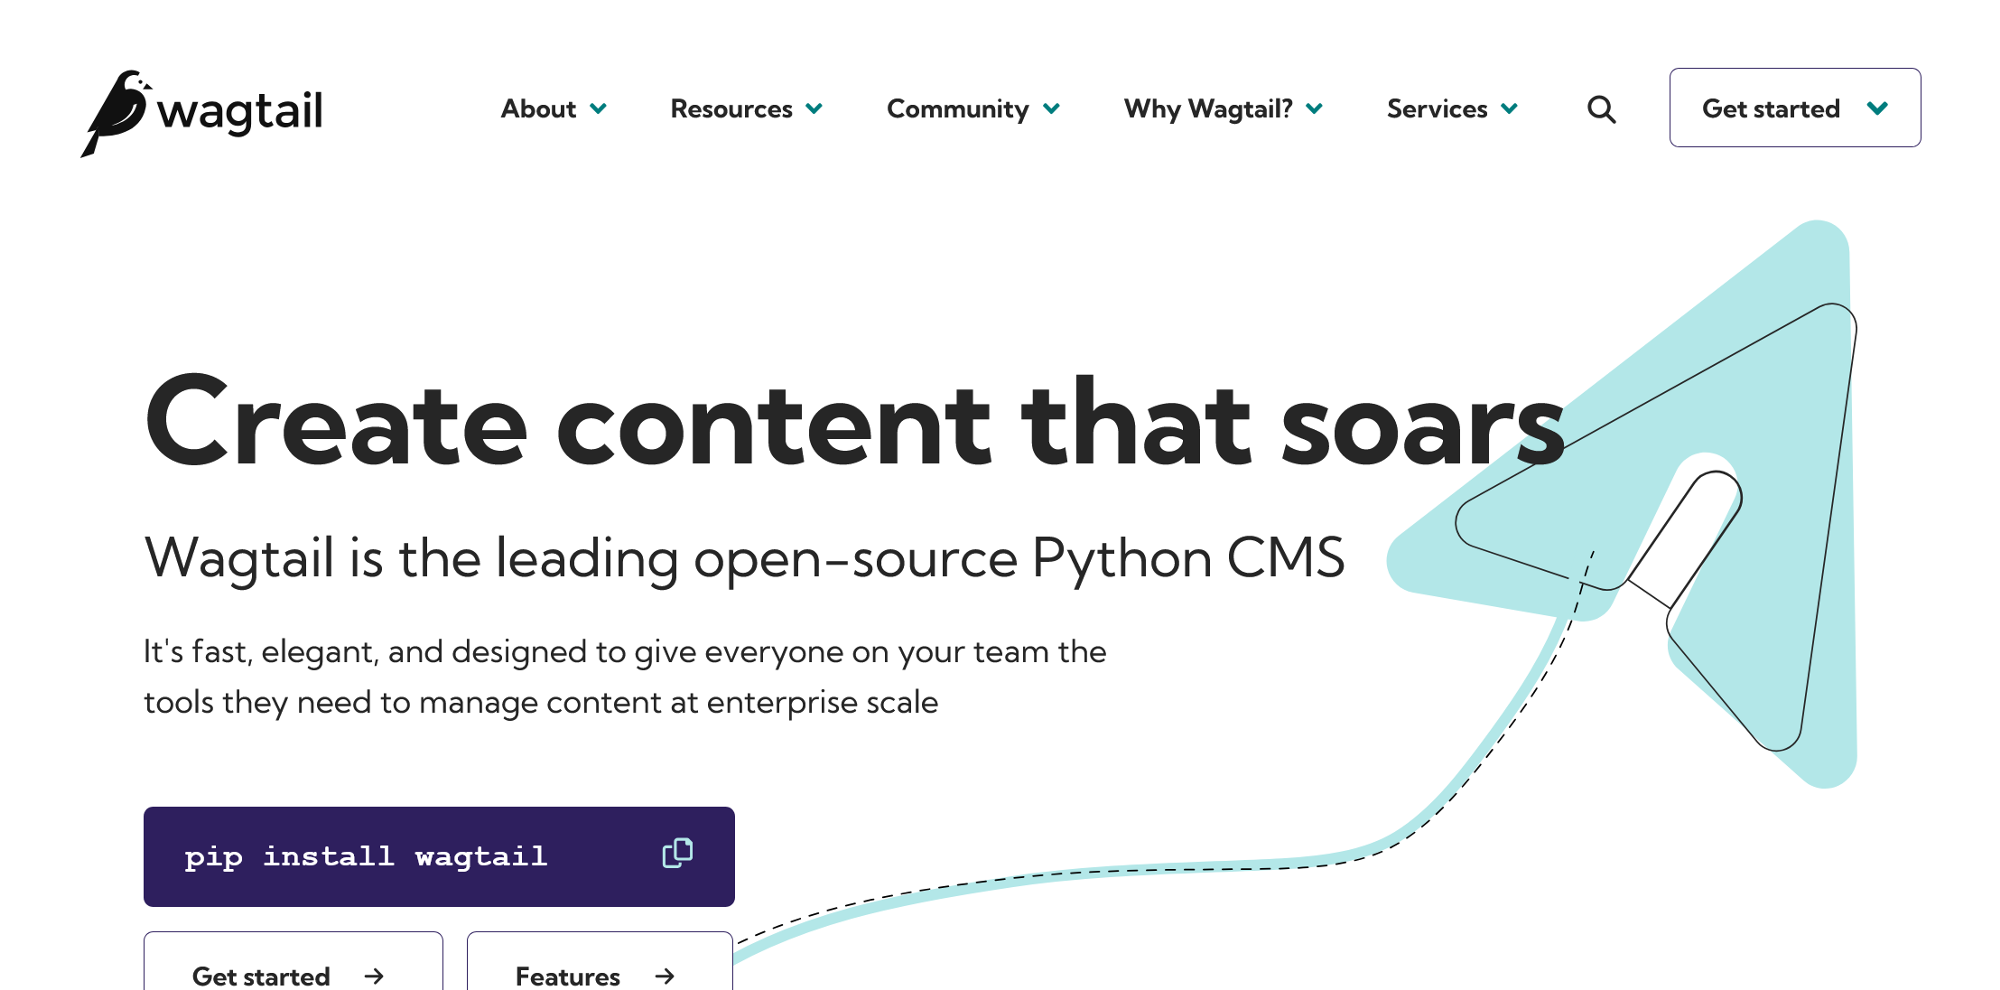 wagtail
About
Resources
Community
Why Wagtail?
Services
Get started
Create content that soars
Wagtail is the leading open-source Python CMS
It's fast, elegant, and designed to give everyone on your team the
tools they need to manage content at enterprise scale
pip install wagtail
Get started
Features